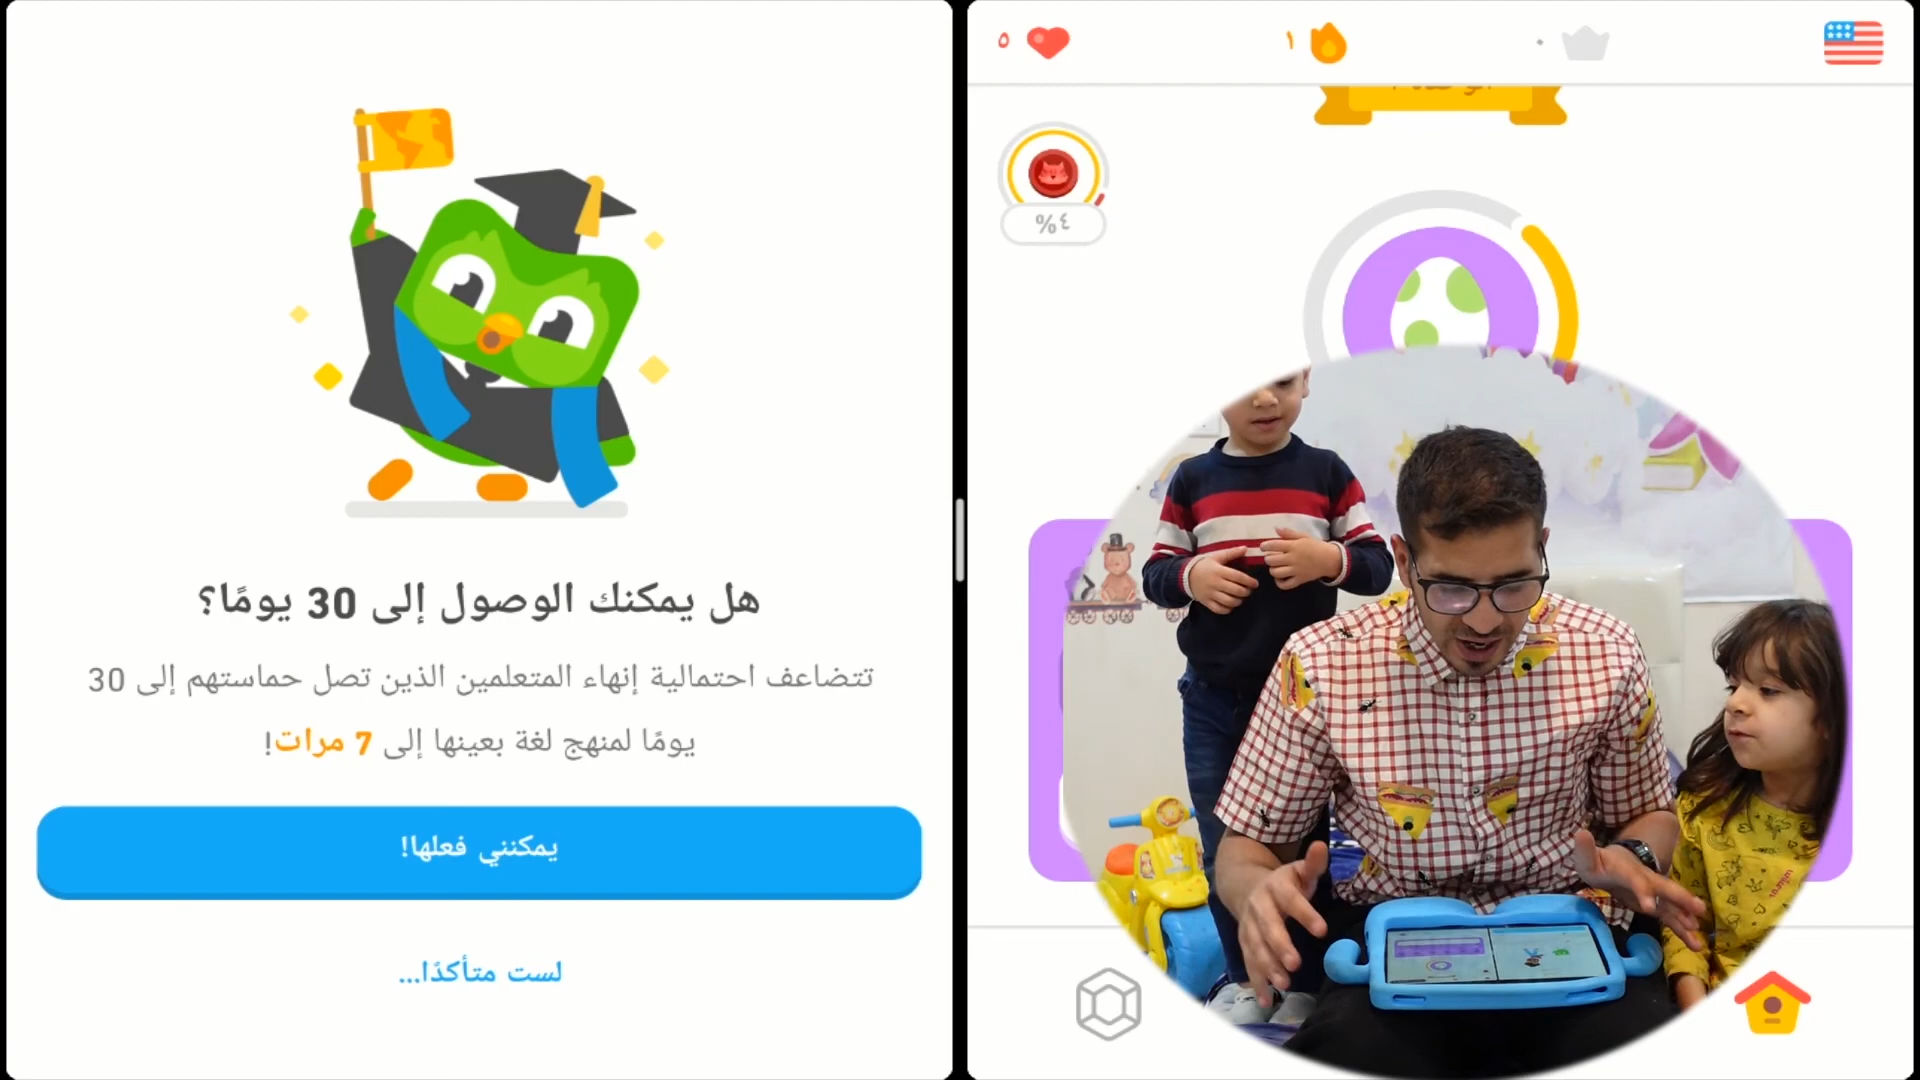 هل يمكنك الوصول إلى 30 يومًا؟
تتضاعف احتمالية إنهاء المتعلمين الذين تصل حماستهم إلى 30
يومًا لمنهج لغة بعينها إلى 7 مرات!
يمكنني فعلها!
لست متأكدًا...
٥
١
٠
٤%